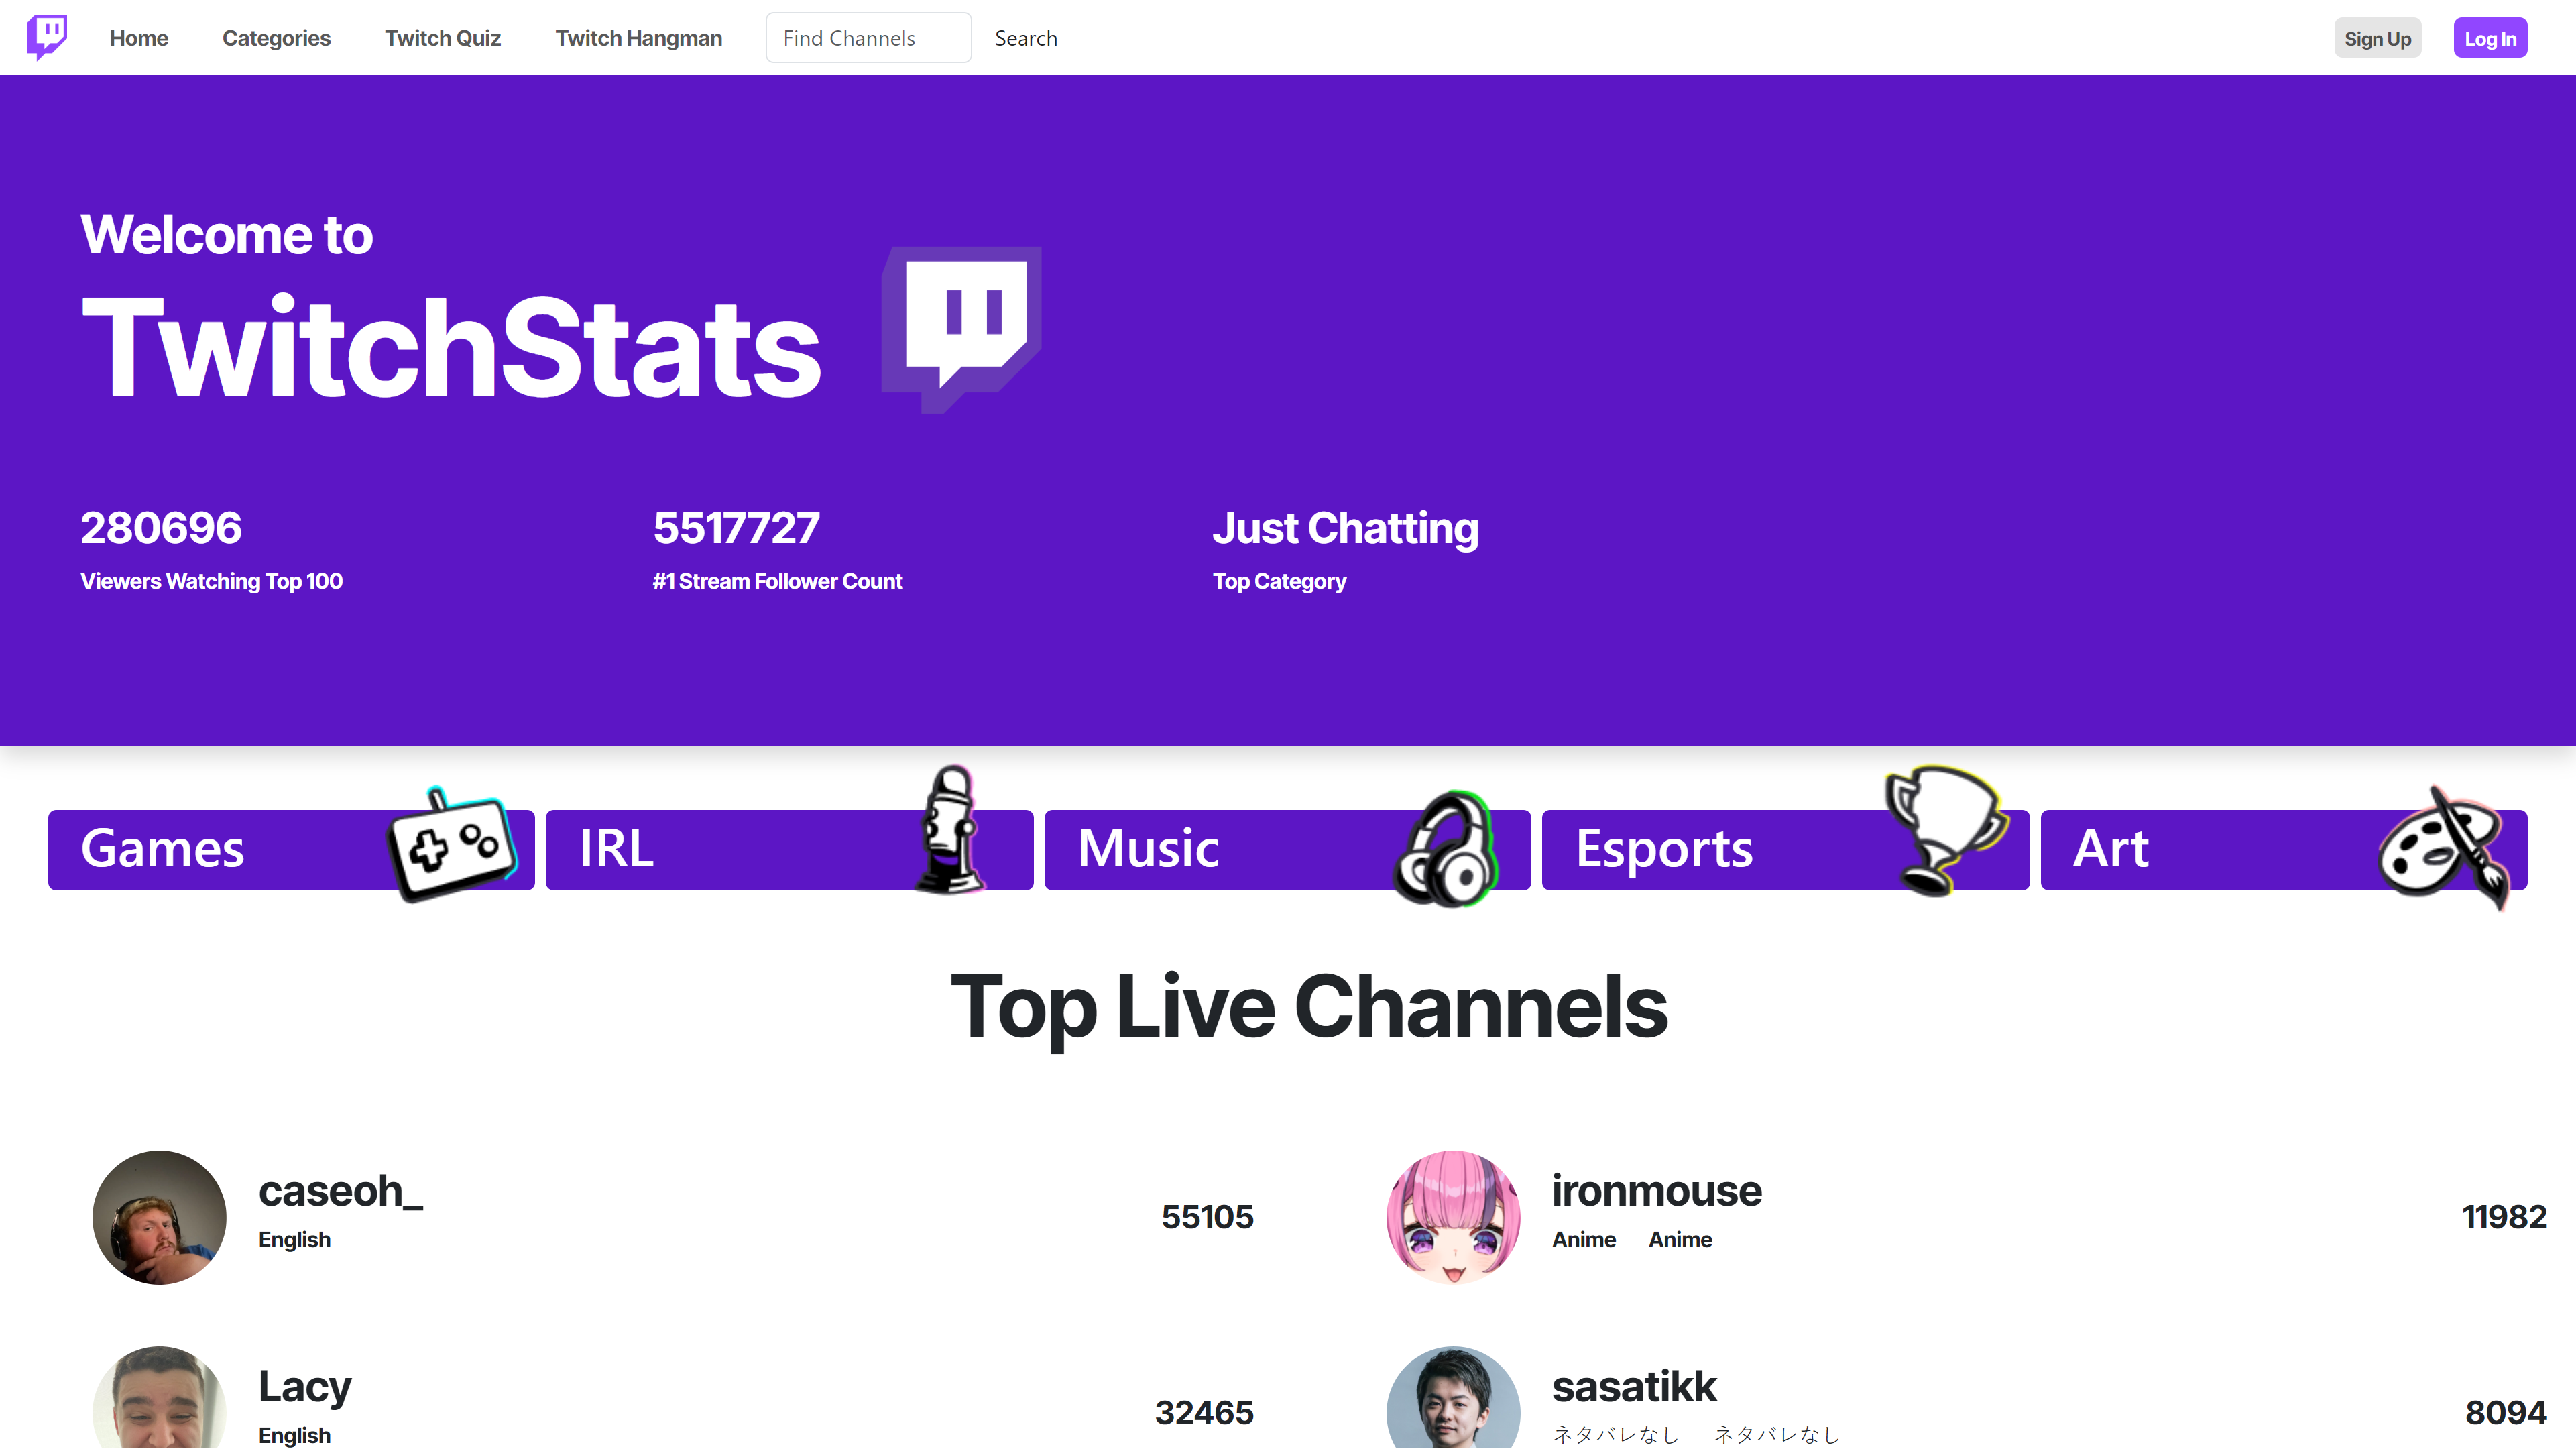 Home
Categories
Twitch Quiz
Twitch Hangman
Find Channels
Search
Sign Up
Log In
Welcome to
TwitchStats
280696
Viewers Watching Top 100
5517727
#1 Stream Follower Count
Just Chatting
Top Category
Games
IRL
Music
Esports
Art
Top Live Channels
caseoh_
English
55105
ironmouse
Anime Anime
11982
Lacy
English
32465
sasatikk
ネタバレなし ネタバレなし
8094